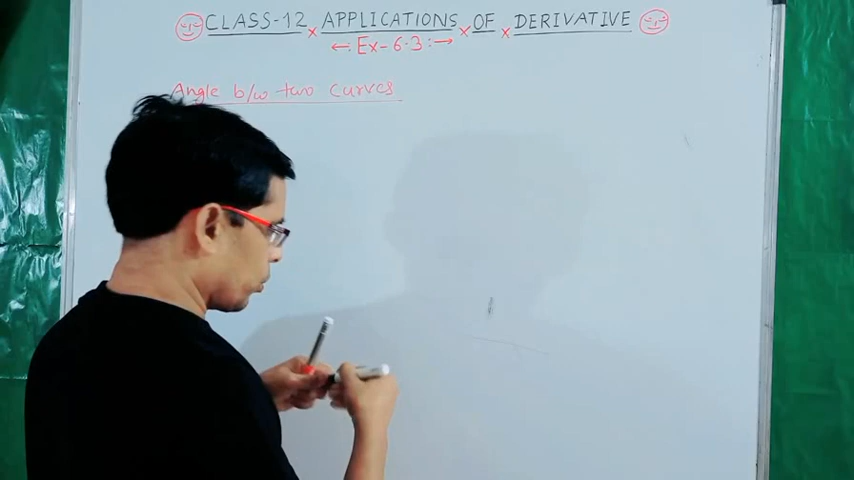 CLASS-12 × APPLICATIONS × OF × DERIVATIVE
← Ex-6.3: →
Angle b/w two curves